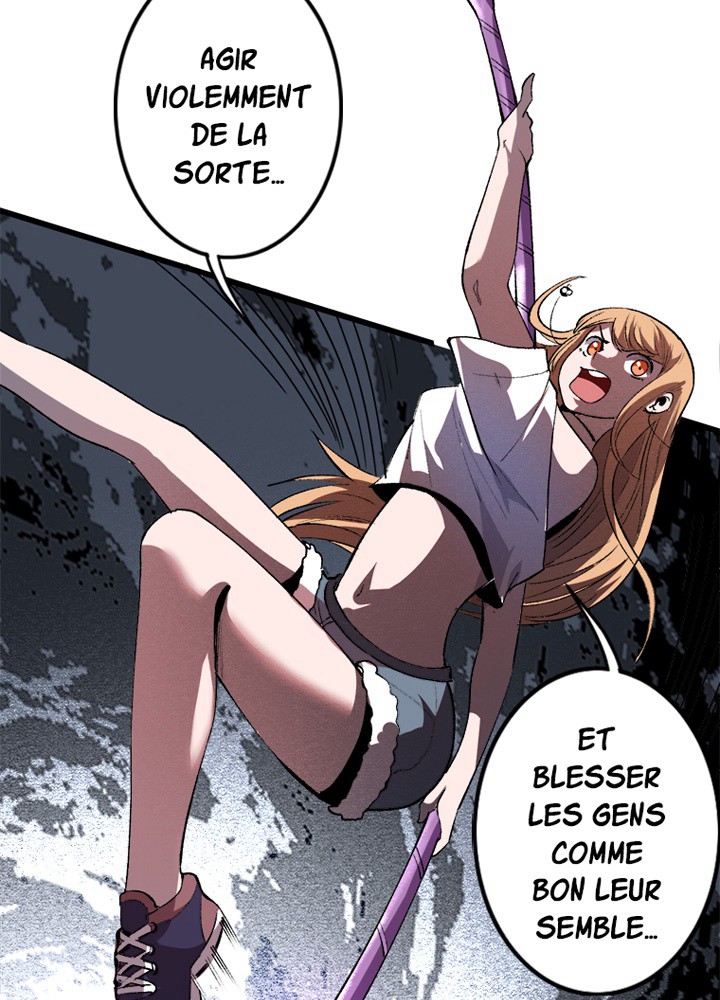 AGIR
VIOLEMMENT
DE LA
SORTE...
ET
BLESSER
LES GENS
COMME
BON LEUR
SEMBLE...